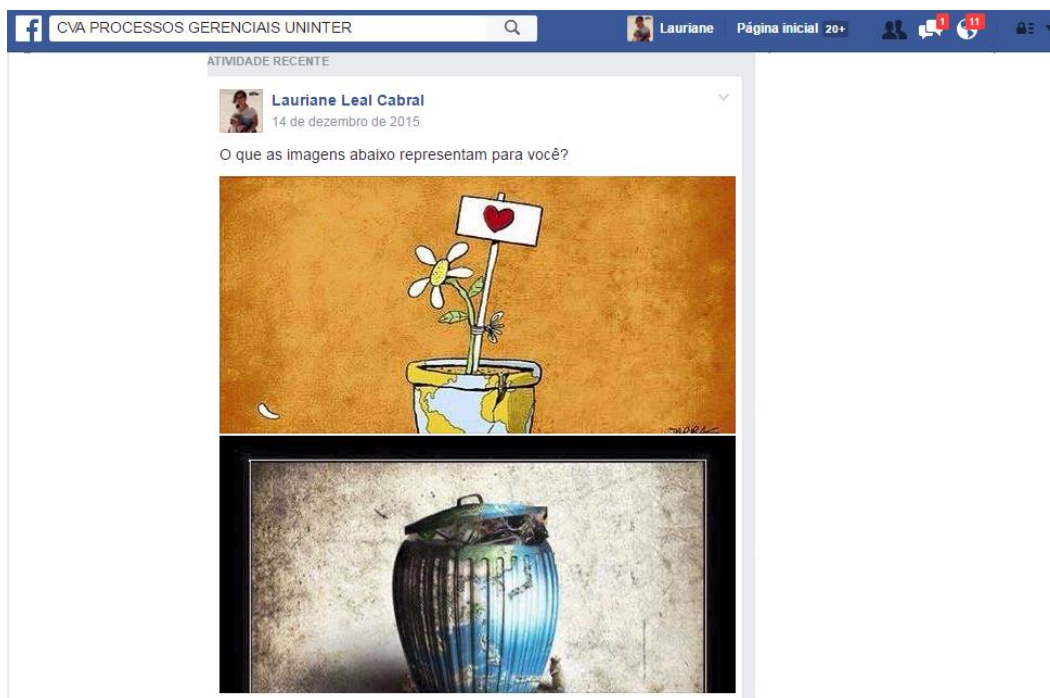 CVA PROCESSOS GERENCIAIS UNINTER
Lauriane Página inicial 20+ 1 11
ATIVIDADE RECENTE
Lauriane Leal Cabral
14 de dezembro de 2015
O que as imagens abaixo representam para você?